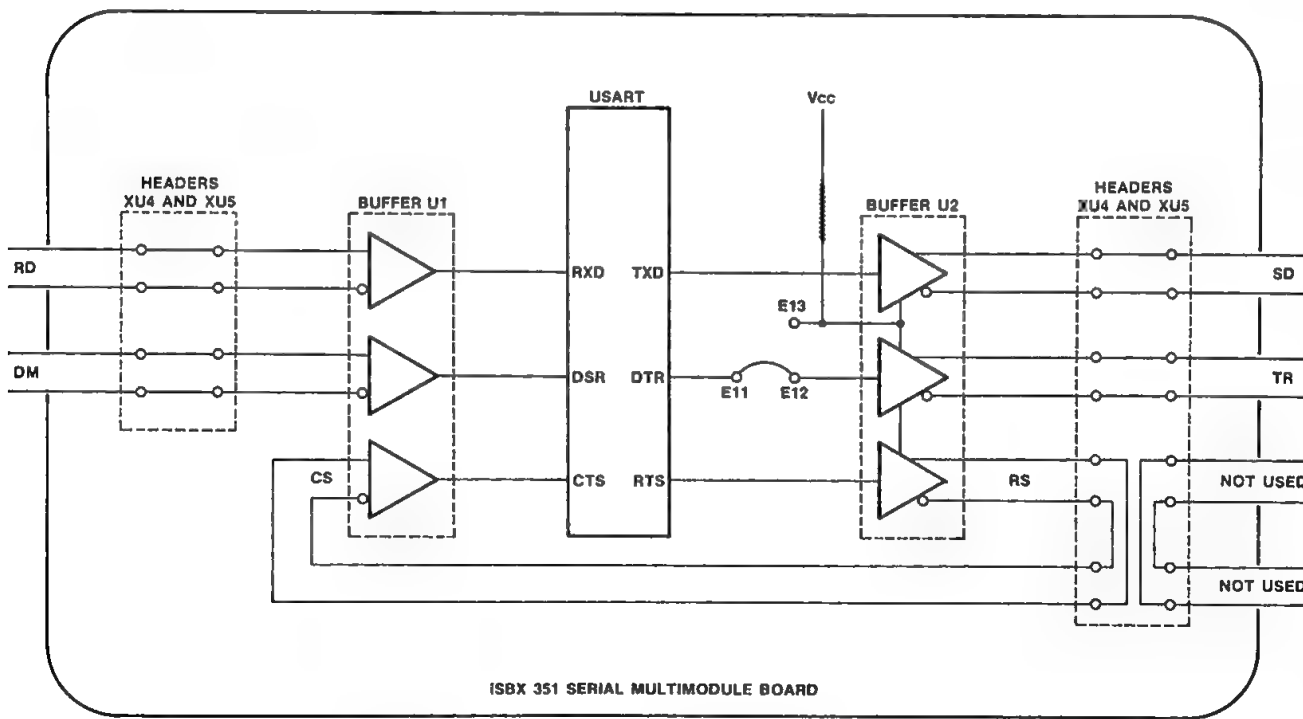 USART
Vcc
HEADERS
XU4 AND XU5
BUFFER U1
BUFFER U2
HEADERS
XU4 AND XU5
RD
RXD
TXD
SD
E13
DM
DSR
DTR
E11
E12
TR
CS
CTS
RTS
RS
NOT USED
NOT USED
iSBX 351 SERIAL MULTIMODULE BOARD